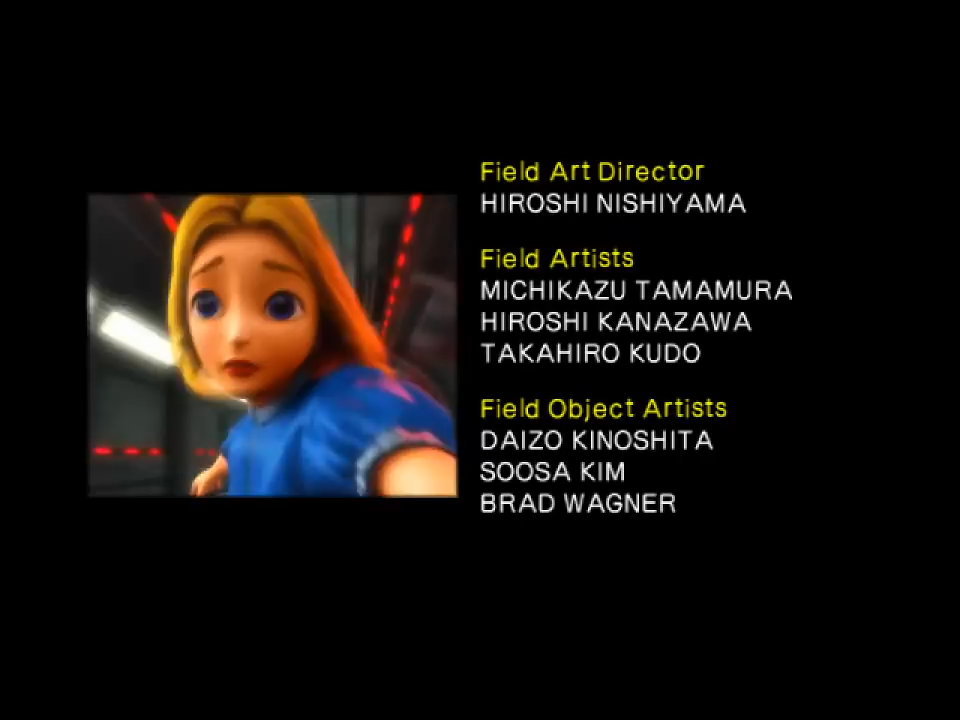 Field Art Director
HIROSHI NISHIYAMA
Field Artists
MICHIKAZU TAMAMURA
HIROSHI KANAZAWA
TAKAHIRO KUDO
Field Object Artists
DAIZO KINOSHITA
SOOSA KIM
BRAD WAGNER